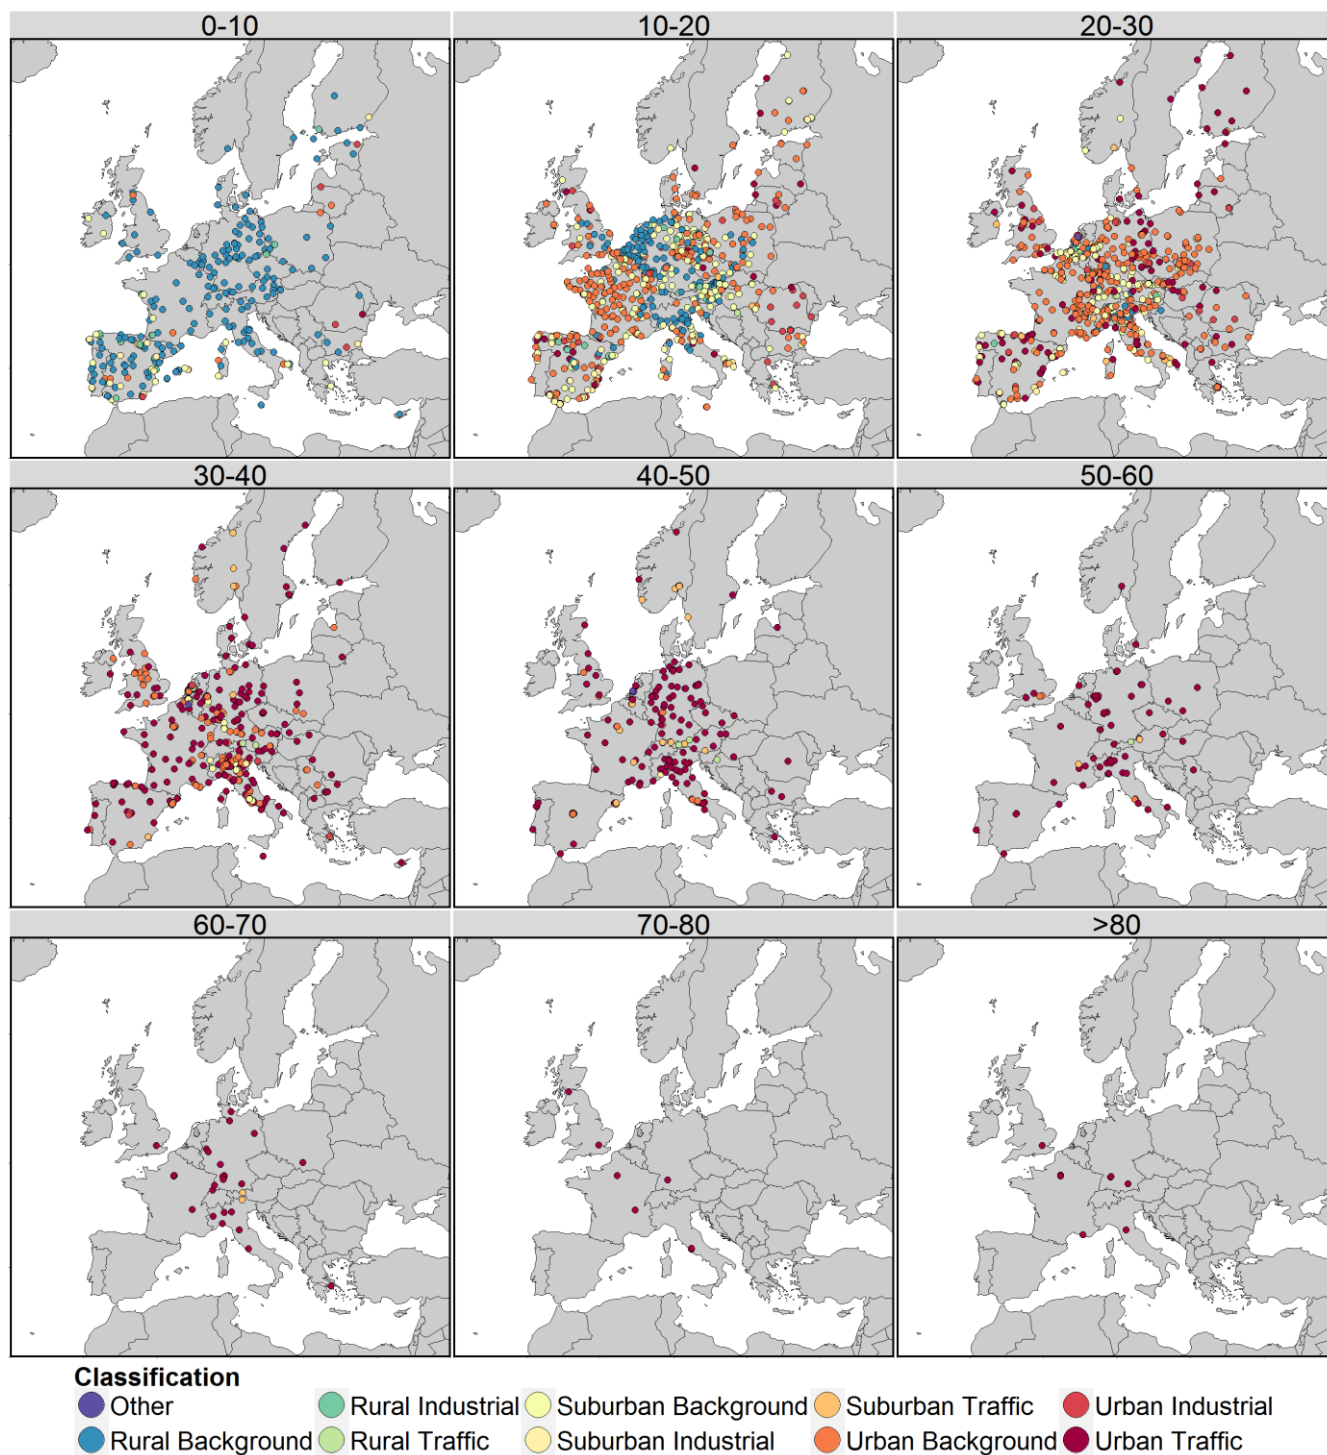 0-10 10-20 20-30
30-40 40-50 50-60
60-70 70-80 >80
Classification
Other Rural Industrial Suburban Background Suburban Traffic Urban Industrial
Rural Background Rural Traffic Suburban Industrial Urban Background Urban Traffic